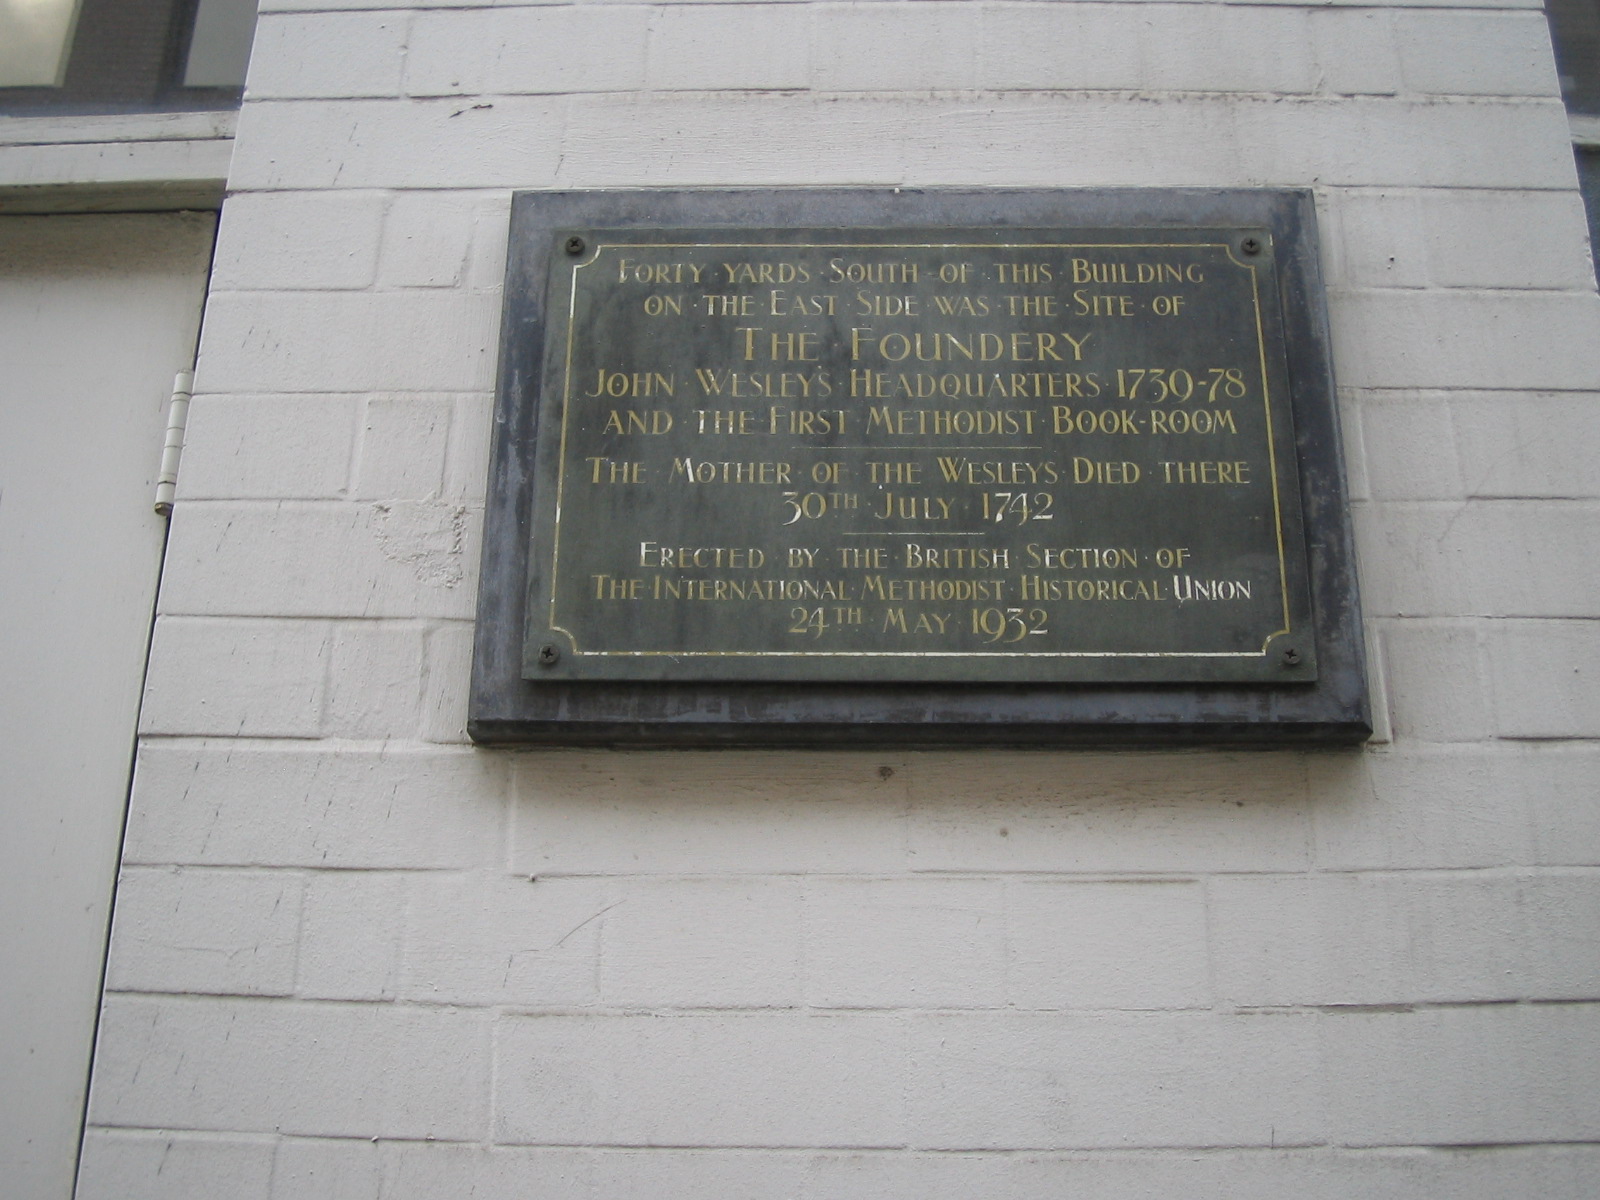 Forty · yards · South · of · this · Building
on · the · East · Side · was · the · Site · of
The · Foundery
John · Wesley's · Headquarters · 1739-78
and · the · First · Methodist · Book-room
The · Mother · of · the · Wesleys · Died · there
30th · July · 1742
Erected · by · the · British · Section · of
The · International · Methodist · Historical · Union
24th · May · 1932